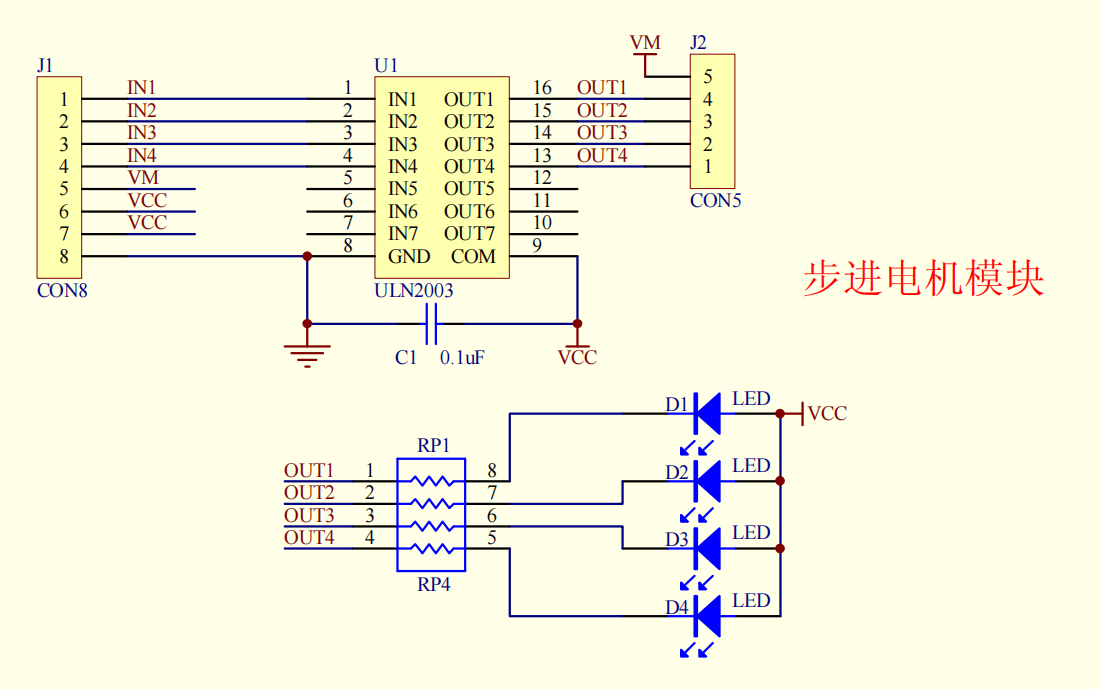 J1
U1
VM
J2
1 IN1 1 IN1 OUT1 16 OUT1 4
2 IN2 2 IN2 OUT2 15 OUT2 3
3 IN3 3 IN3 OUT3 14 OUT3 2
4 IN4 4 IN4 OUT4 13 OUT4 1
5 VM 5 IN5 OUT5 12
6 VCC 6 IN6 OUT6 11
7 VCC 7 IN7 OUT7 10
8 8 GND COM 9
5
CON5
CON8
ULN2003
步进电机模块
C1 0.1uF
VCC
RP1
OUT1 1 8
OUT2 2 7
OUT3 3 6
OUT4 4 5
RP4
D1 LED
VCC
D2 LED
D3 LED
D4 LED